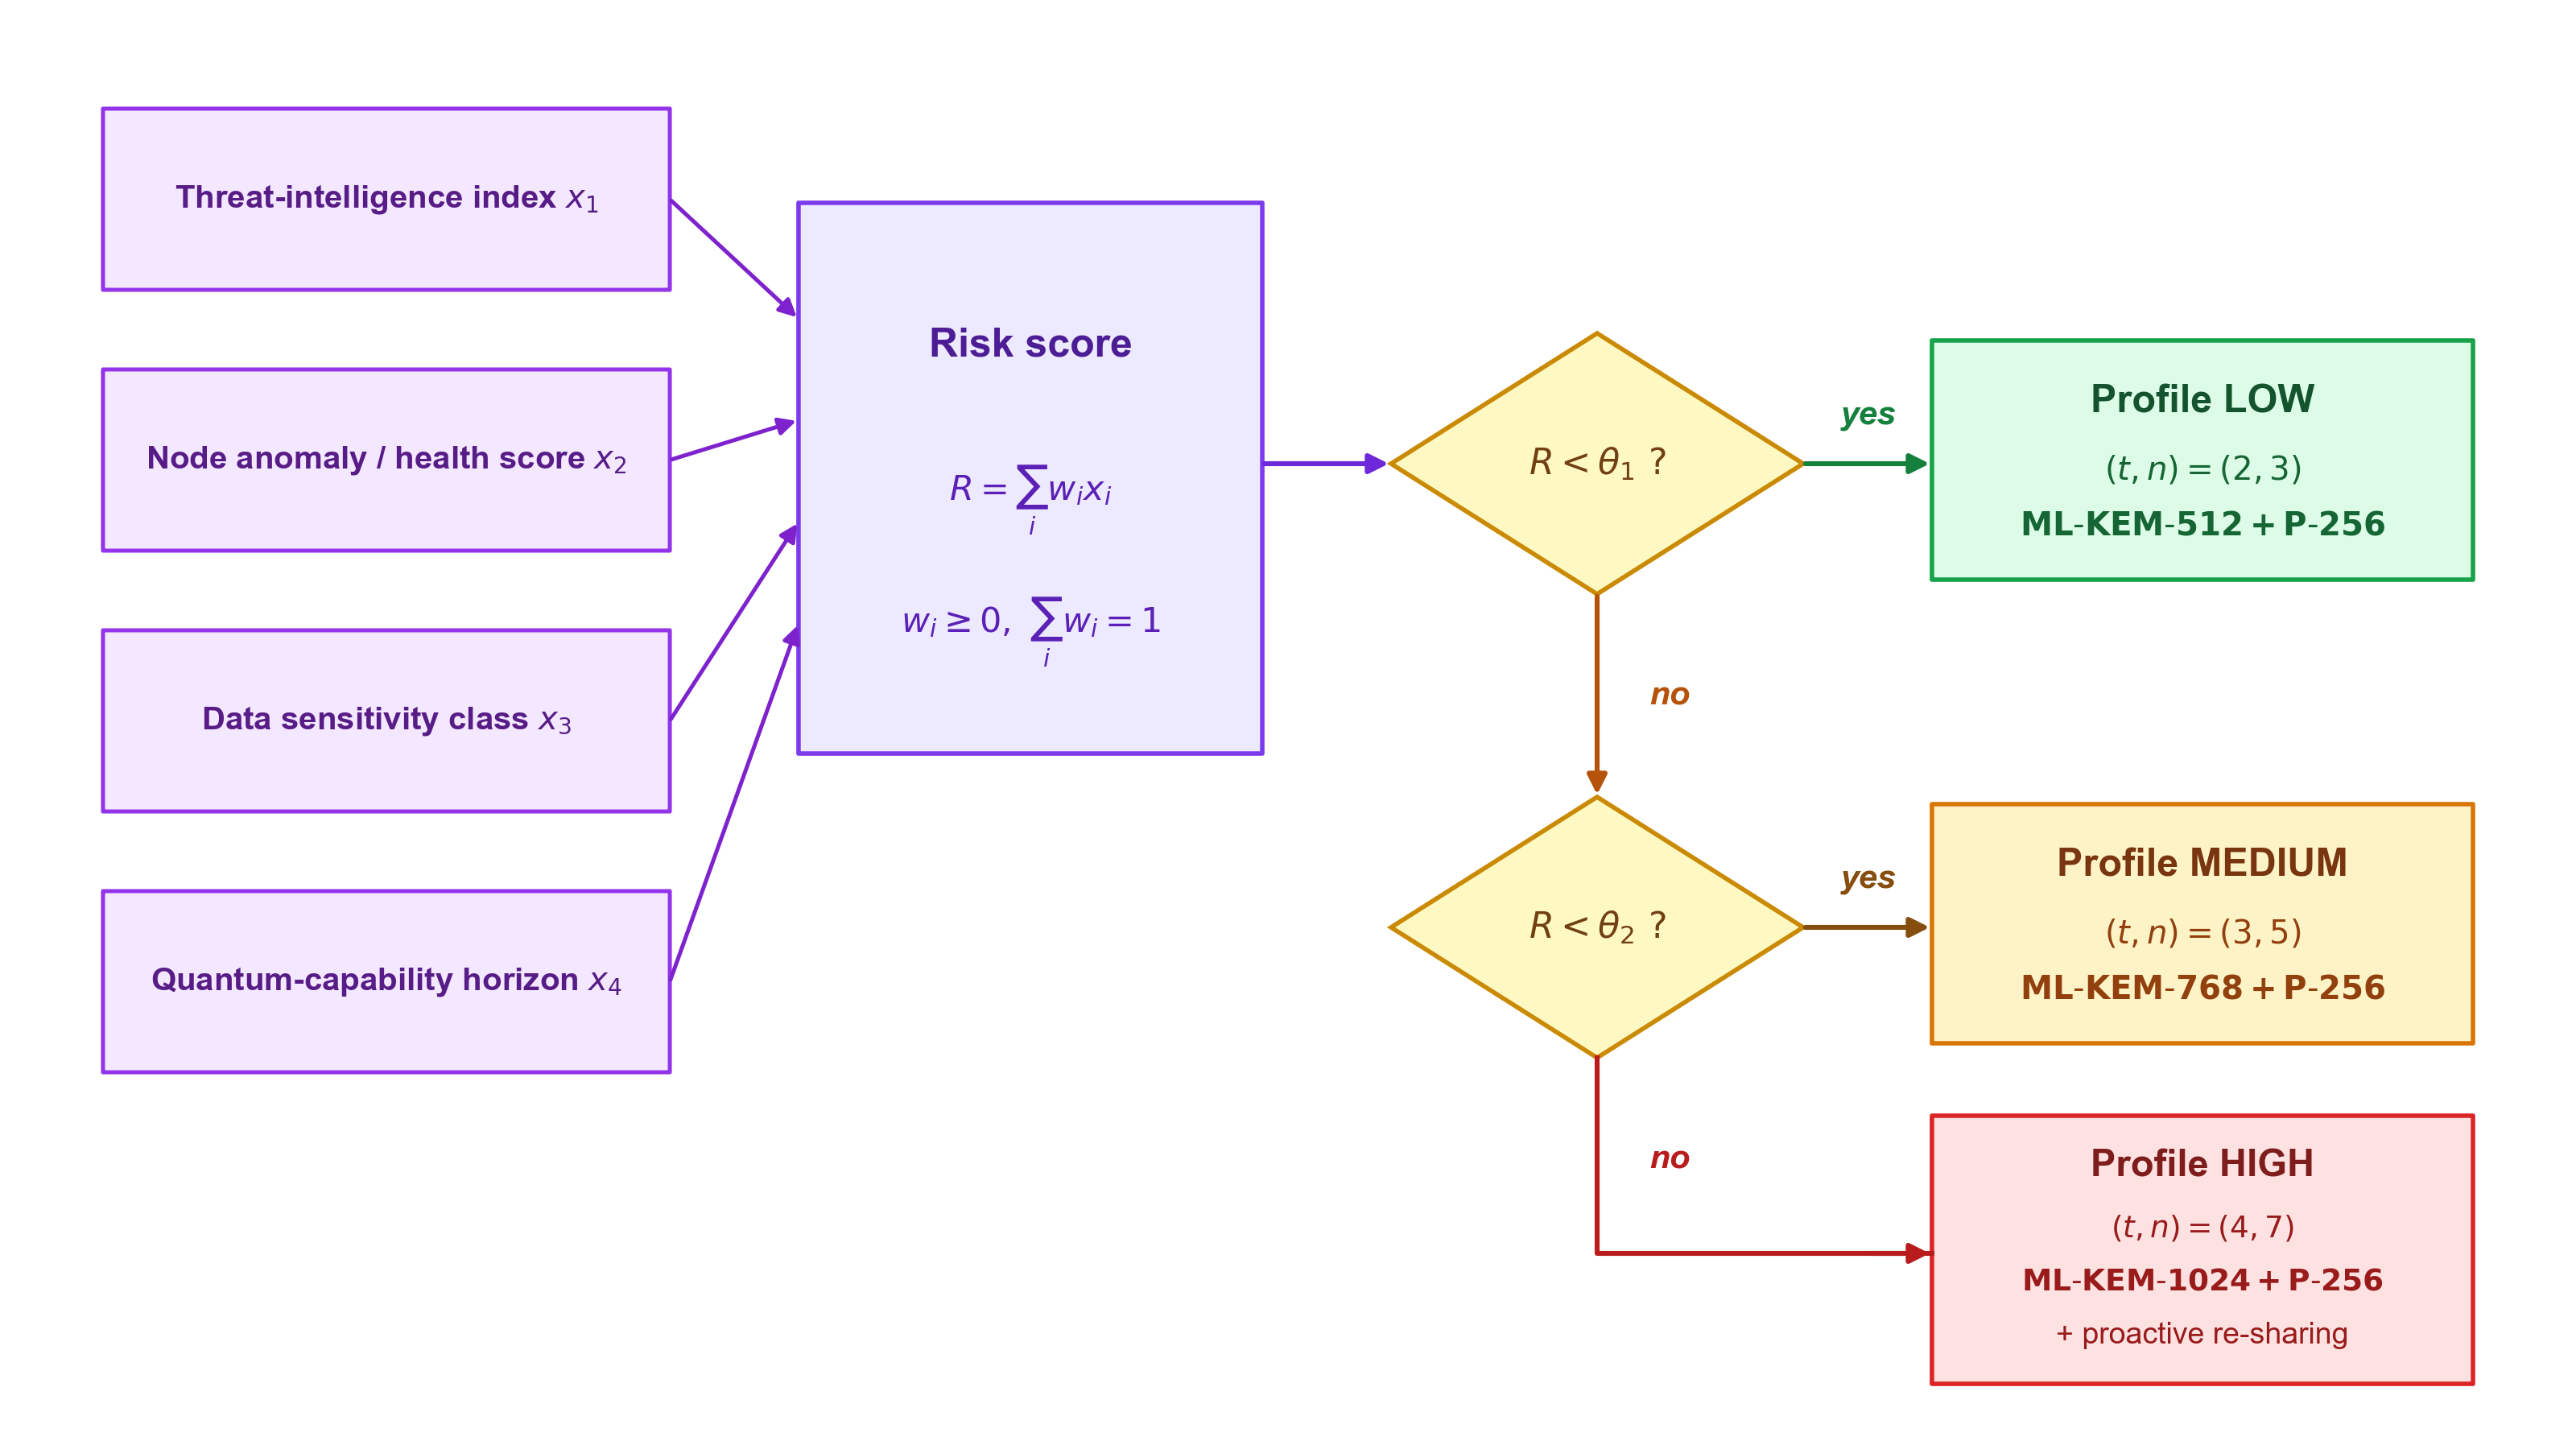 Threat-intelligence index x₁
Node anomaly / health score x₂
Data sensitivity class x₃
Quantum-capability horizon x₄
Risk score
R = ∑ᵢ wᵢxᵢ
wᵢ ≥ 0, ∑ᵢ wᵢ = 1
R < θ₁ ?
yes
Profile LOW
(t, n) = (2, 3)
ML-KEM-512 + P-256
no
R < θ₂ ?
yes
Profile MEDIUM
(t, n) = (3, 5)
ML-KEM-768 + P-256
no
Profile HIGH
(t, n) = (4, 7)
ML-KEM-1024 + P-256
+ proactive re-sharing